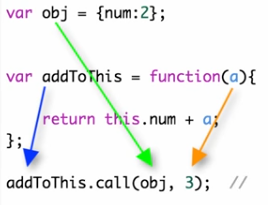 var obj = {num:2};
var addToThis = function(a){
return this.num + a;
};
addToThis.call(obj, 3); //